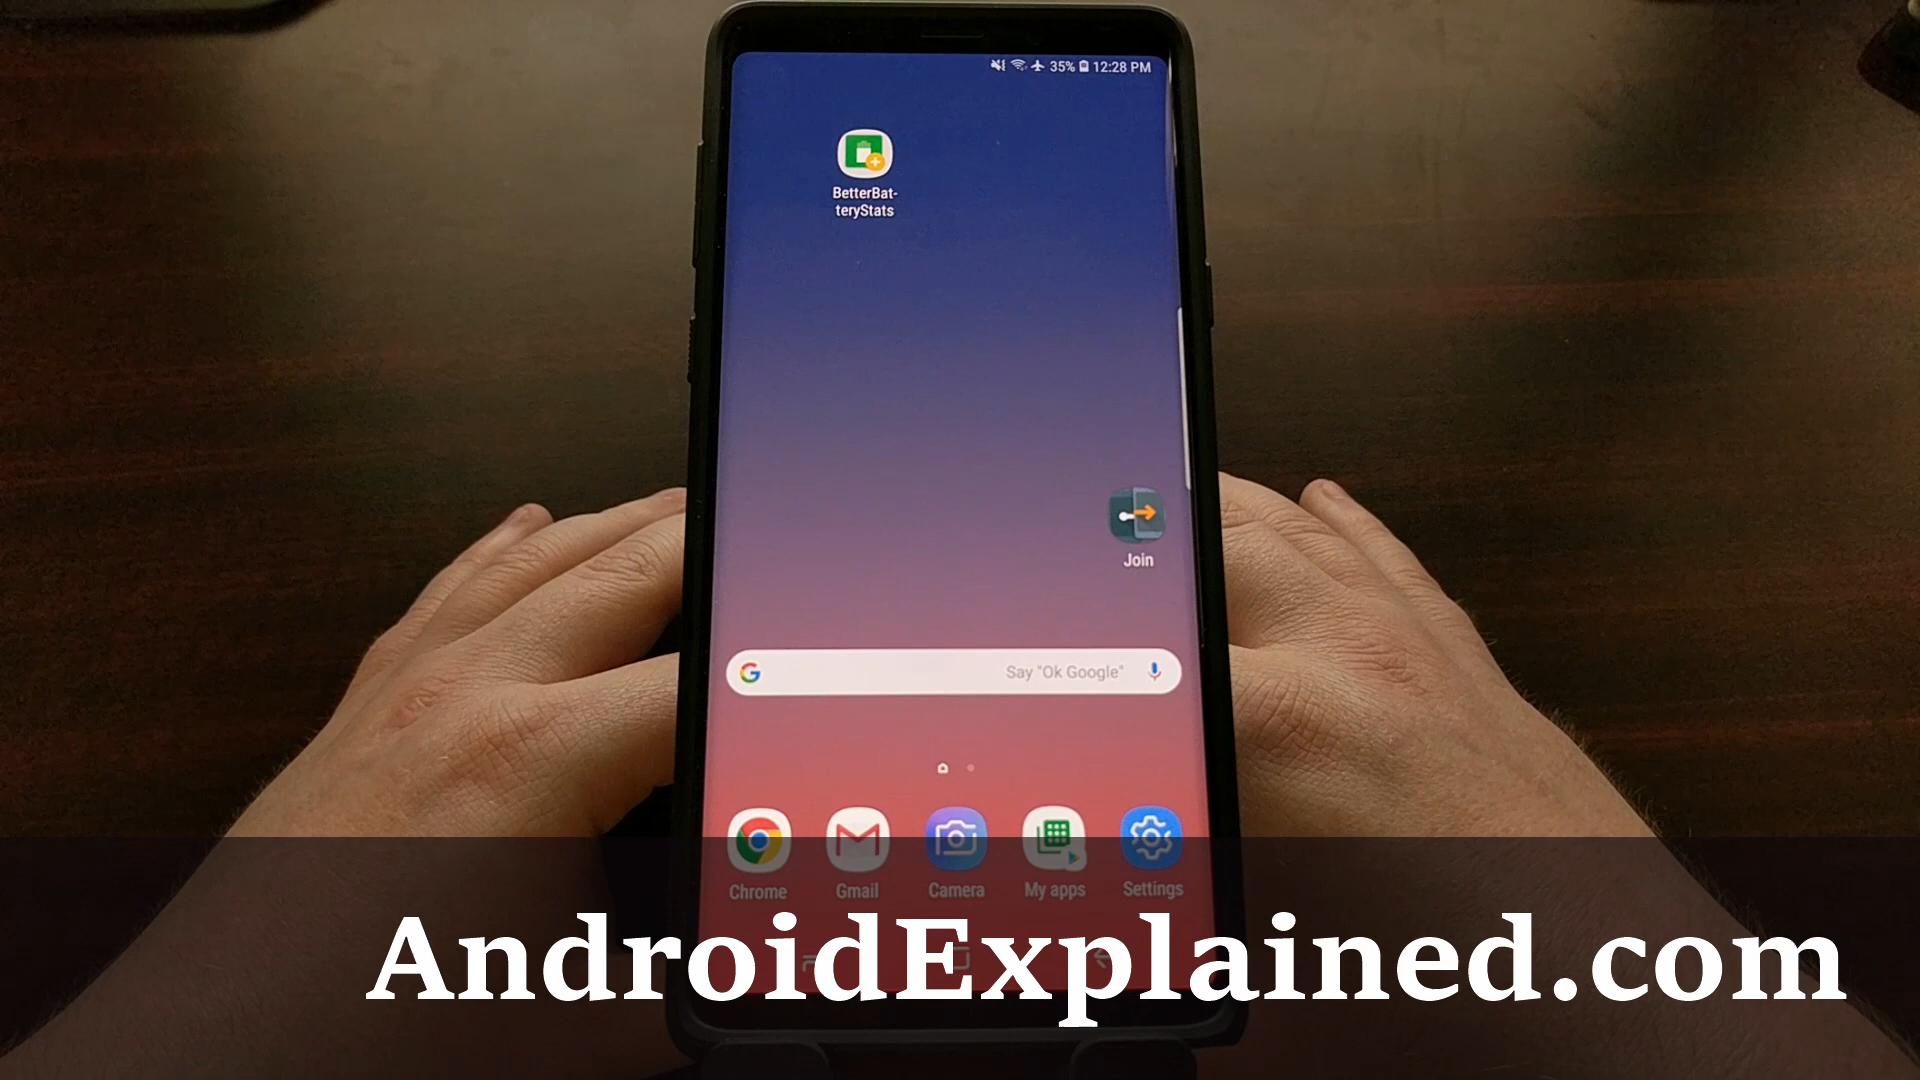 35% 12:28 PM
BetterBat-
teryStats
Join
G Say "Ok Google"
Chrome Gmail Camera My apps Settings
AndroidExplained.com